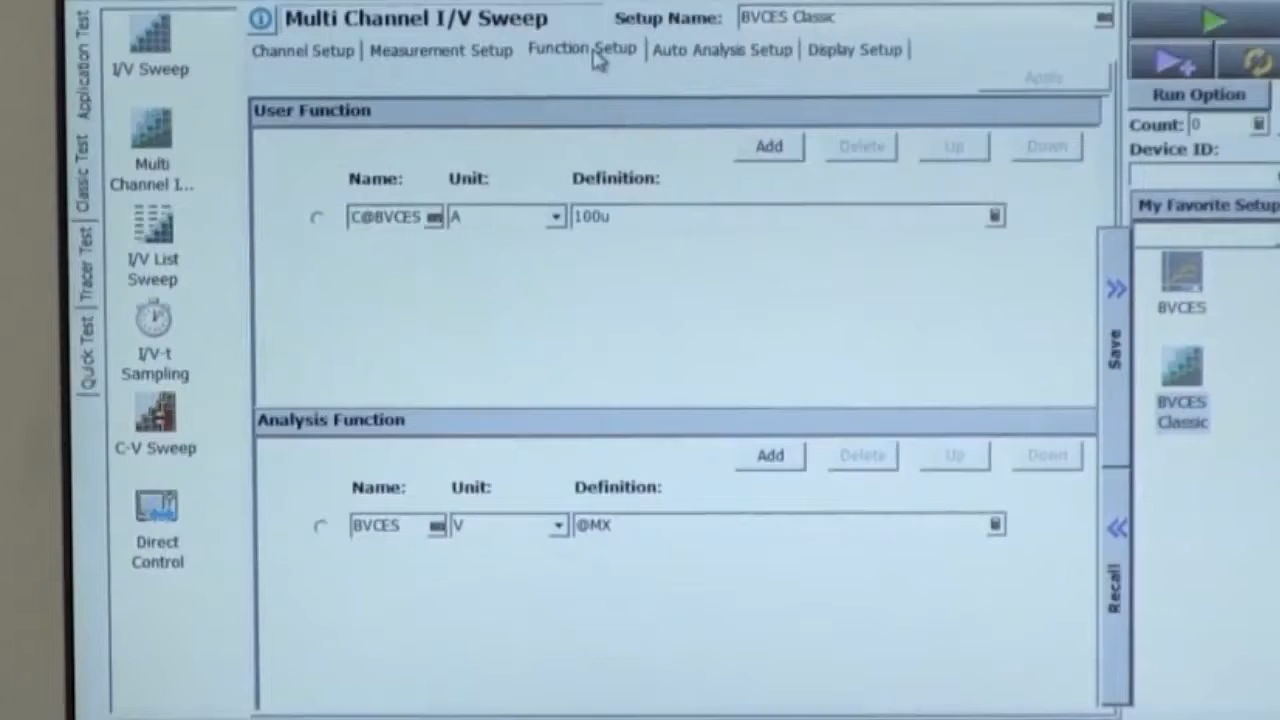 Multi Channel I/V Sweep
Setup Name: BVCES Classic
Channel Setup Measurement Setup Function Setup Auto Analysis Setup Display Setup
Apply
User Function
Add Delete Up Down
Name: Unit: Definition:
C@BVCES A 100u
Analysis Function
Add Delete Up Down
Name: Unit: Definition:
BVCES V @MX
Application Test
Classic Test
Tracer Test
Quick Test
I/V Sweep
Multi
Channel I...
I/V List
Sweep
I/V-t
Sampling
C-V Sweep
Direct
Control
Save
Recall
Run Option
Count: 0
Device ID:
My Favorite Setup
BVCES
BVCES
Classic